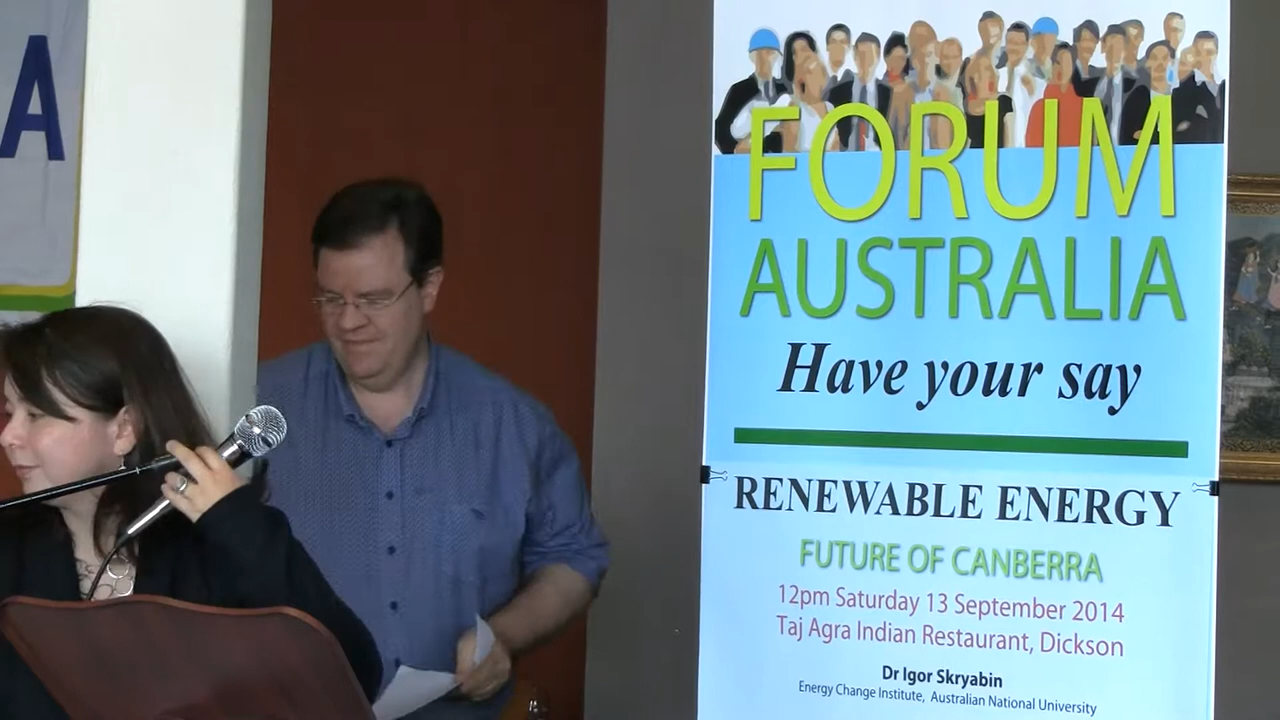 A
FORUM
AUSTRALIA
Have your say
RENEWABLE ENERGY
FUTURE OF CANBERRA
12pm Saturday 13 September 2014
Taj Agra Indian Restaurant, Dickson
Dr Igor Skryabin
Energy Change Institute, Australian National University